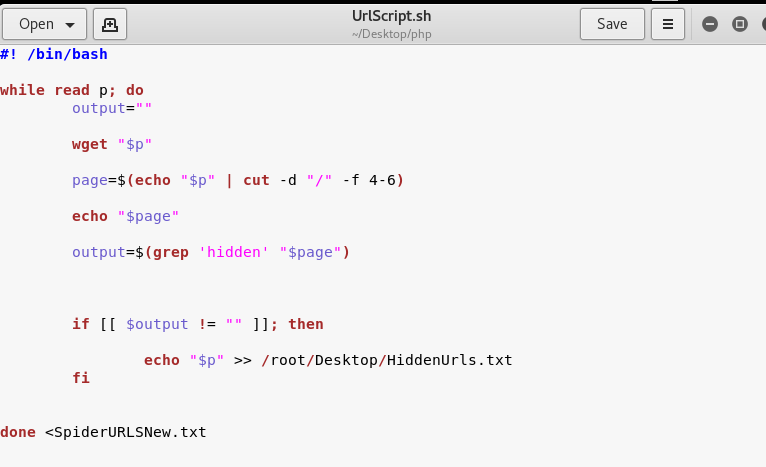 Open
UrlScript.sh
~/Desktop/php
Save
#! /bin/bash
while read p; do
output=""
wget "$p"
page=$(echo "$p" | cut -d "/" -f 4-6)
echo "$page"
output=$(grep 'hidden' "$page")
if [[ $output != "" ]]; then
echo "$p" >> /root/Desktop/HiddenUrls.txt
fi
done <SpiderURLSNew.txt